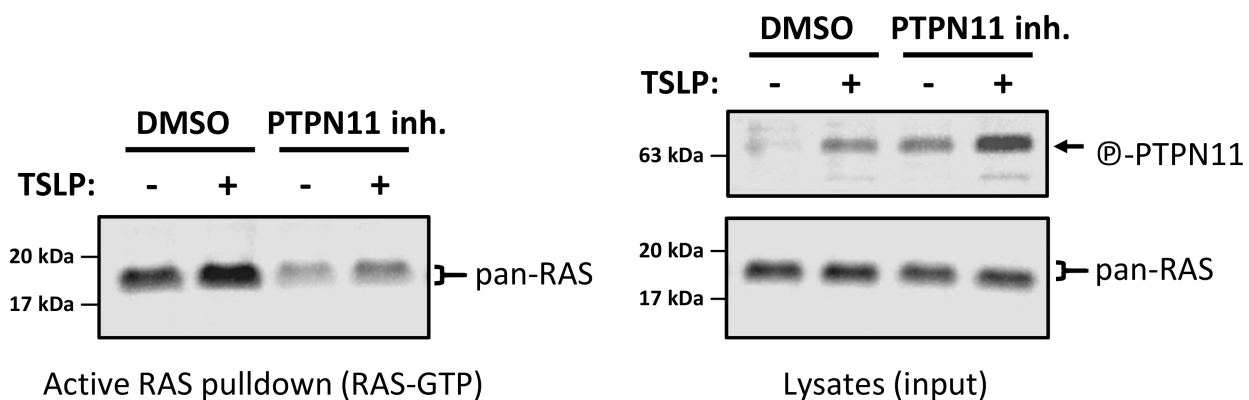 DMSO PTPN11 inh.
TSLP: - + - +
20 kDa
17 kDa
pan-RAS
Active RAS pulldown (RAS-GTP)
DMSO PTPN11 inh.
TSLP: - + - +
63 kDa
℗-PTPN11
20 kDa
17 kDa
pan-RAS
Lysates (input)